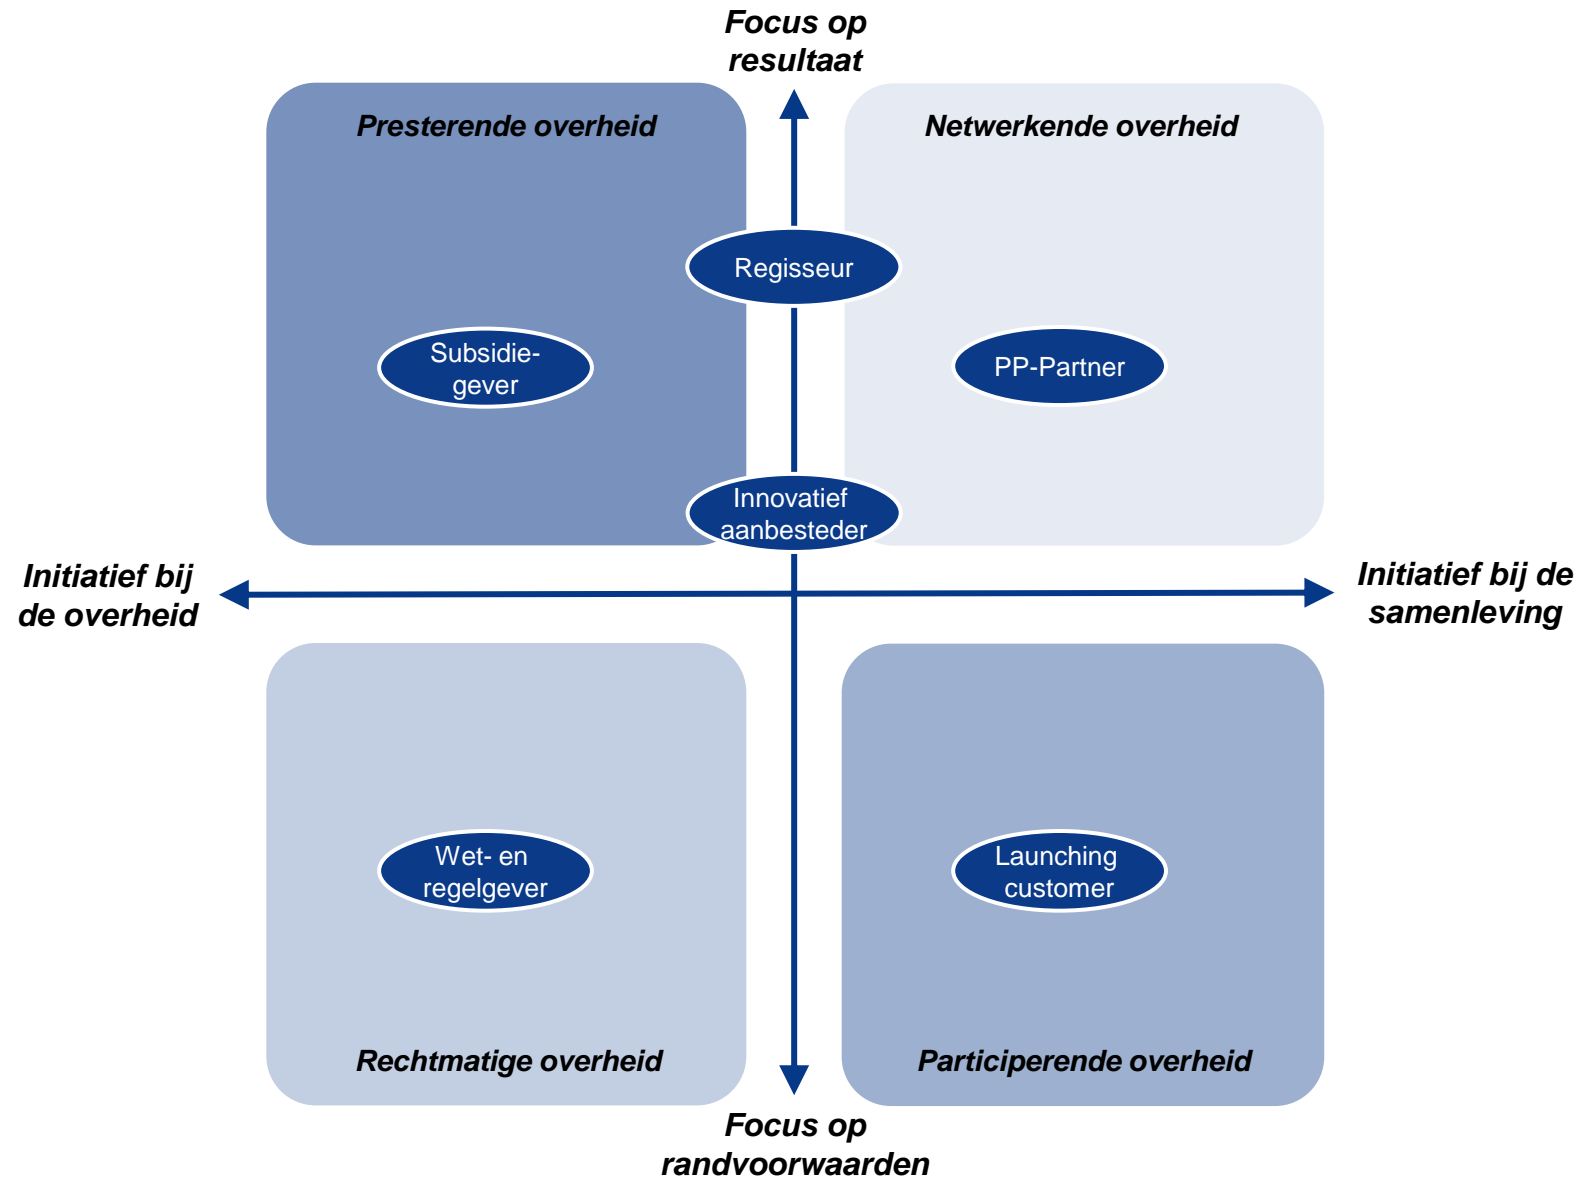 Focus op
resultaat
Presterende overheid
Netwerkende overheid
Regisseur
Subsidie-
gever
PP-Partner
Innovatief
aanbesteder
Initiatief bij
de overheid
Initiatief bij de
samenleving
Wet- en
regelgever
Launching
customer
Rechtmatige overheid
Participerende overheid
Focus op
randvoorwaarden